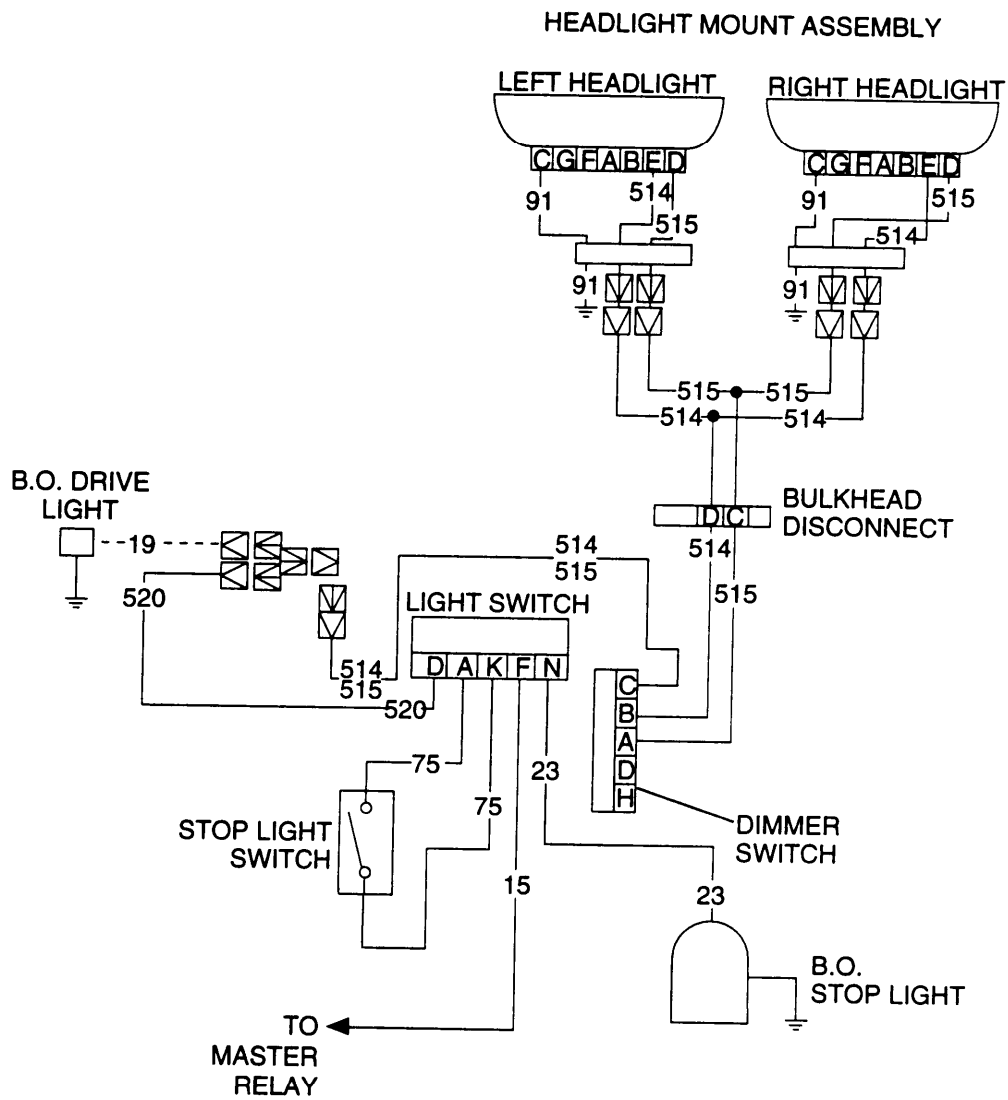 HEADLIGHT MOUNT ASSEMBLY
LEFT HEADLIGHT
RIGHT HEADLIGHT
C G F A B E D
C G F A B E D
91
514
515
91
515
514
91
91
515
515
514
514
B.O. DRIVE
LIGHT
BULKHEAD
DISCONNECT
D C
19
514
514
515
515
520
LIGHT SWITCH
D A K F N
514
515
520
C
B
A
D
H
75
23
75
STOP LIGHT
SWITCH
DIMMER
SWITCH
15
23
B.O.
STOP LIGHT
TO
MASTER
RELAY